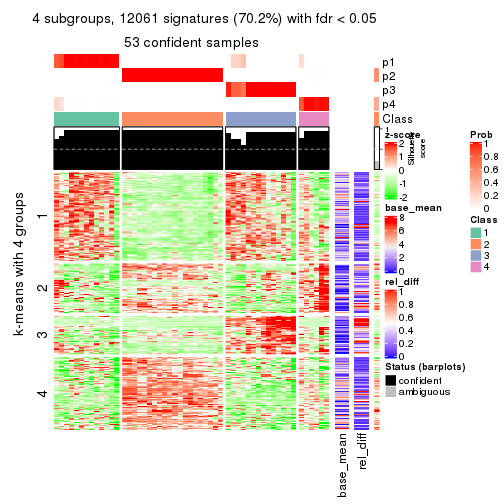 4 subgroups, 12061 signatures (70.2%) with fdr < 0.05
53 confident samples
p1
p2
p3
p4
Class
1
0
Silhouette
score
k-means with 4 groups
1
2
3
4
base_mean
rel_diff
z-score
2
1
0
-1
-2
base_mean
8
6
4
2
0
rel_diff
1
0.8
0.6
0.4
0.2
0
Status (barplots)
confident
ambiguous
Prob
1
0.8
0.6
0.4
0.2
0
Class
1
2
3
4